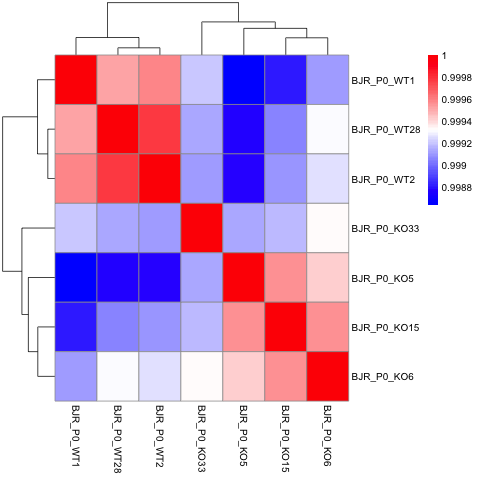 1
0.9998
0.9996
0.9994
0.9992
0.999
0.9988
BJR_P0_WT1
BJR_P0_WT28
BJR_P0_WT2
BJR_P0_KO33
BJR_P0_KO5
BJR_P0_KO15
BJR_P0_KO6
BJR_P0_WT1
BJR_P0_WT28
BJR_P0_WT2
BJR_P0_KO33
BJR_P0_KO5
BJR_P0_KO15
BJR_P0_KO6